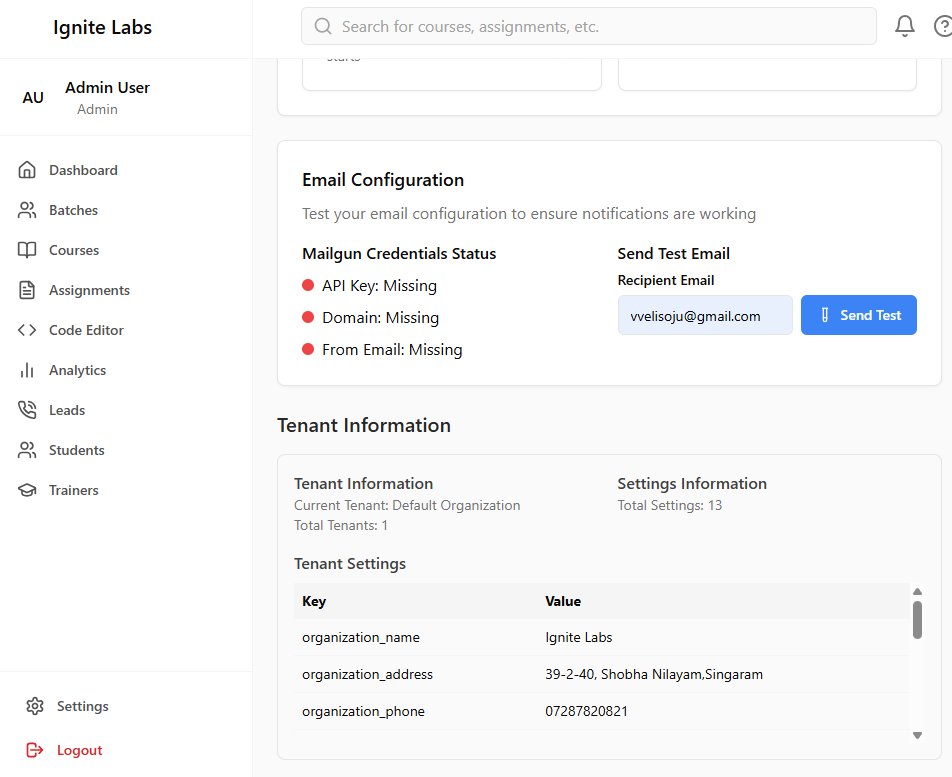 Ignite Labs
Search for courses, assignments, etc.
AU
Admin User
Admin
Dashboard
Batches
Courses
Assignments
Code Editor
Analytics
Leads
Students
Trainers
Settings
Logout
Email Configuration
Test your email configuration to ensure notifications are working
Mailgun Credentials Status
API Key: Missing
Domain: Missing
From Email: Missing
Send Test Email
Recipient Email
vvelisoju@gmail.com
Send Test
Tenant Information
Tenant Information
Current Tenant: Default Organization
Total Tenants: 1
Settings Information
Total Settings: 13
Tenant Settings
Key Value
organization_name Ignite Labs
organization_address 39-2-40, Shobha Nilayam,Singaram
organization_phone 07287820821